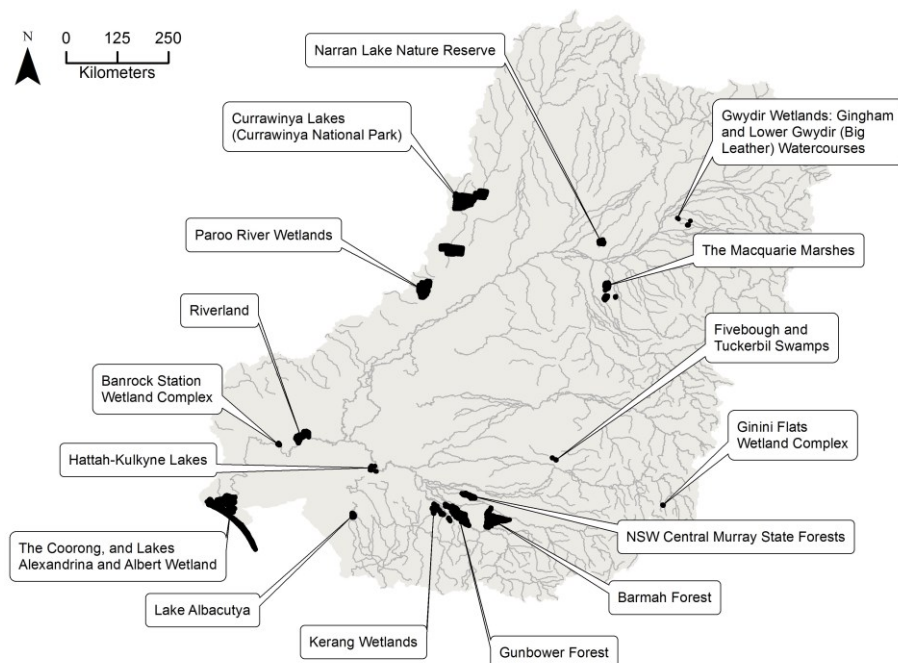 N
0 125 250
Kilometers
Narran Lake Nature Reserve
Currawinya Lakes
(Currawinya National Park)
Gwydir Wetlands: Gingham
and Lower Gwydir (Big
Leather) Watercourses
Paroo River Wetlands
The Macquarie Marshes
Riverland
Fivebough and
Tuckerbil Swamps
Banrock Station
Wetland Complex
Ginini Flats
Wetland Complex
Hattah-Kulkyne Lakes
NSW Central Murray State Forests
The Coorong, and Lakes
Alexandrina and Albert Wetland
Barmah Forest
Lake Albacutya
Kerang Wetlands
Gunbower Forest